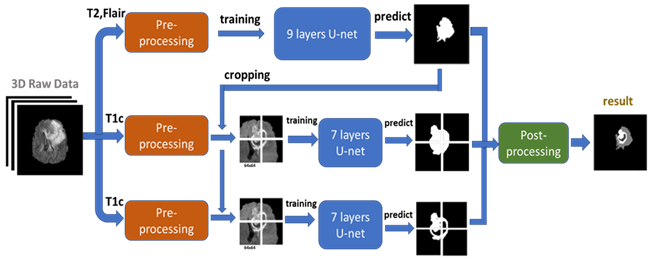 T2,Flair
Pre-
processing
training
9 layers U-net
predict
cropping
3D Raw Data
T1c
Pre-
processing
64x64
training
7 layers
U-net
predict
Post-
processing
result
T1c
Pre-
processing
64x64
training
7 layers
U-net
predict